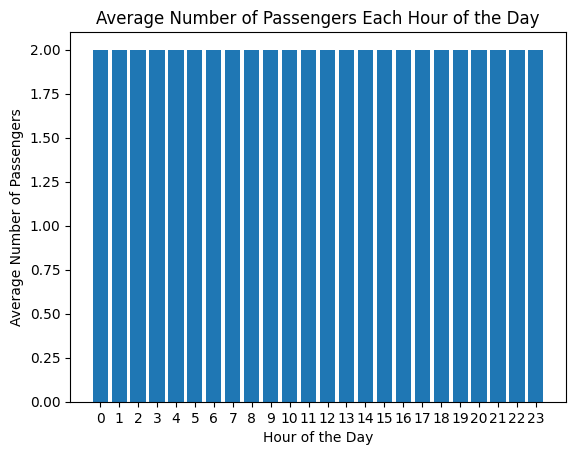 Average Number of Passengers Each Hour of the Day
Average Number of Passengers
2.00
1.75
1.50
1.25
1.00
0.75
0.50
0.25
0.00
0 1 2 3 4 5 6 7 8 9 10 11 12 13 14 15 16 17 18 19 20 21 22 23
Hour of the Day